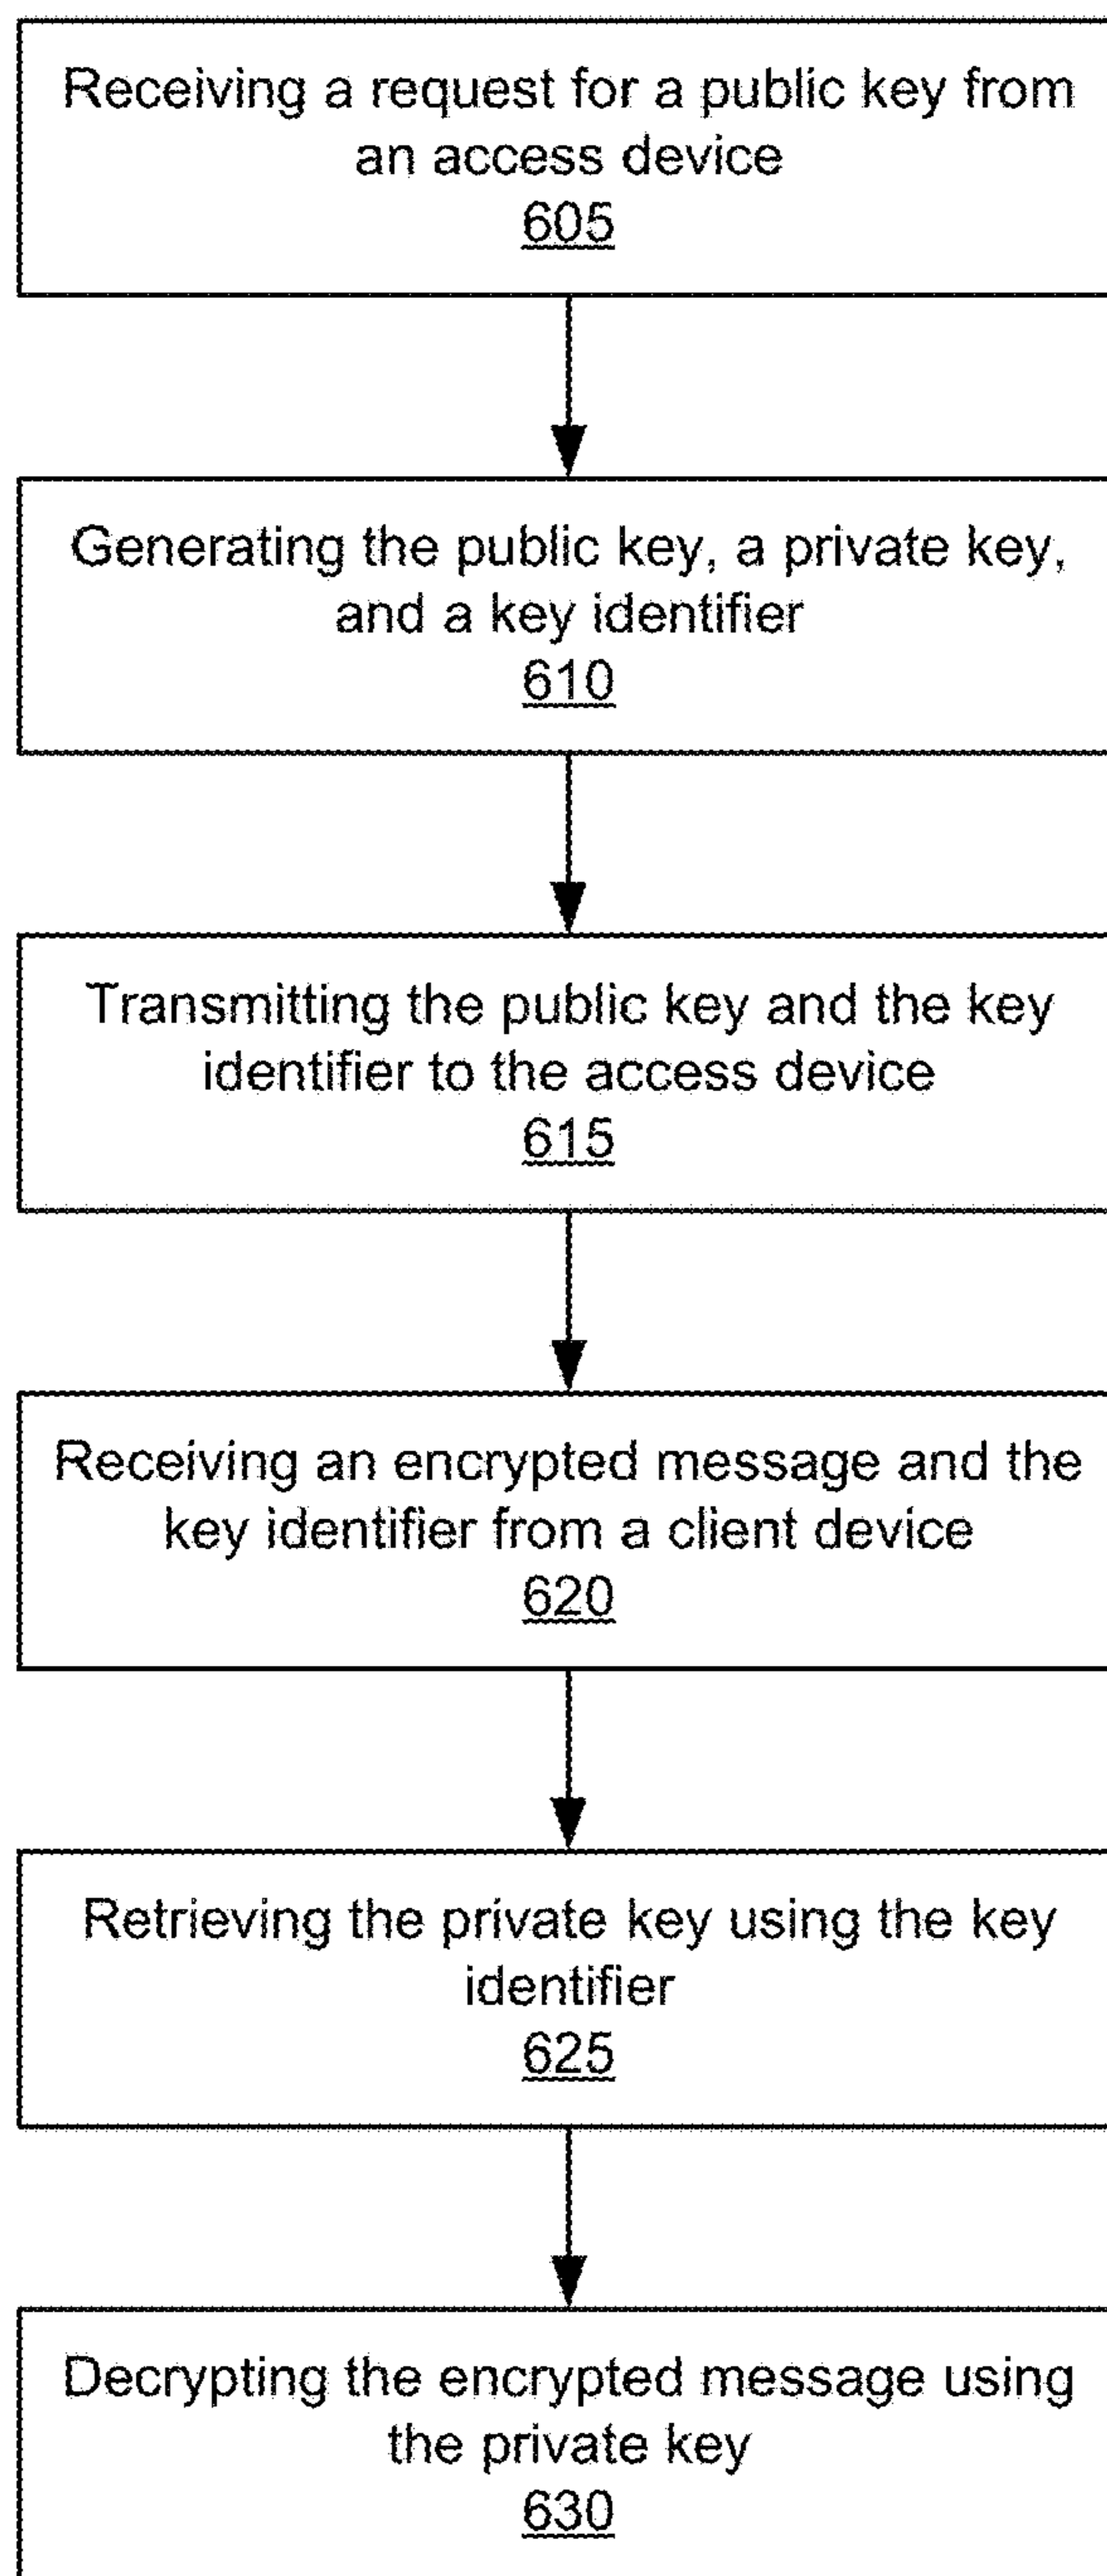 Receiving a request for a public key from
an access device
605
Generating the public key, a private key,
and a key identifier
610
Transmitting the public key and the key
identifier to the access device
615
Receiving an encrypted message and the
key identifier from a client device
620
Retrieving the private key using the key
identifier
625
Decrypting the encrypted message using
the private key
630